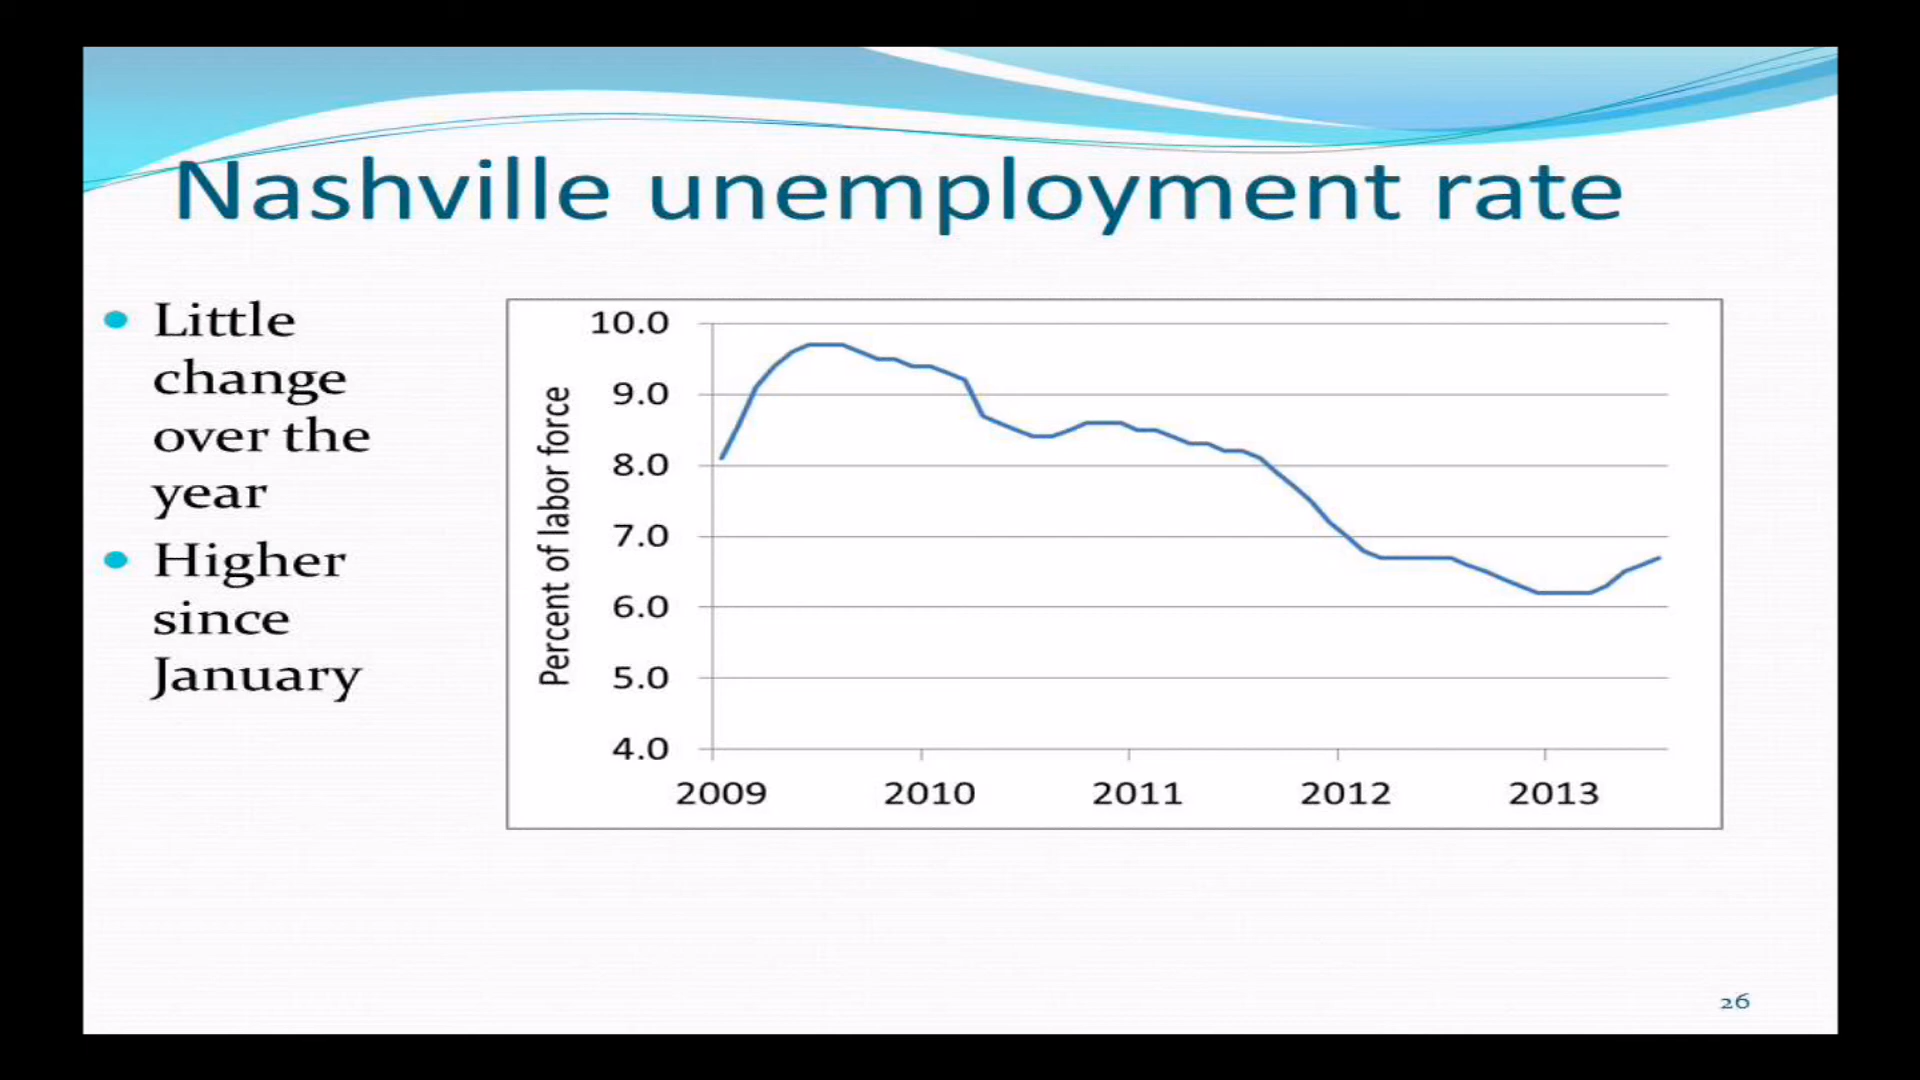 Nashville unemployment rate
Little
change
over the
year
Higher
since
January
Percent of labor force
10.0
9.0
8.0
7.0
6.0
5.0
4.0
2009 2010 2011 2012 2013
26